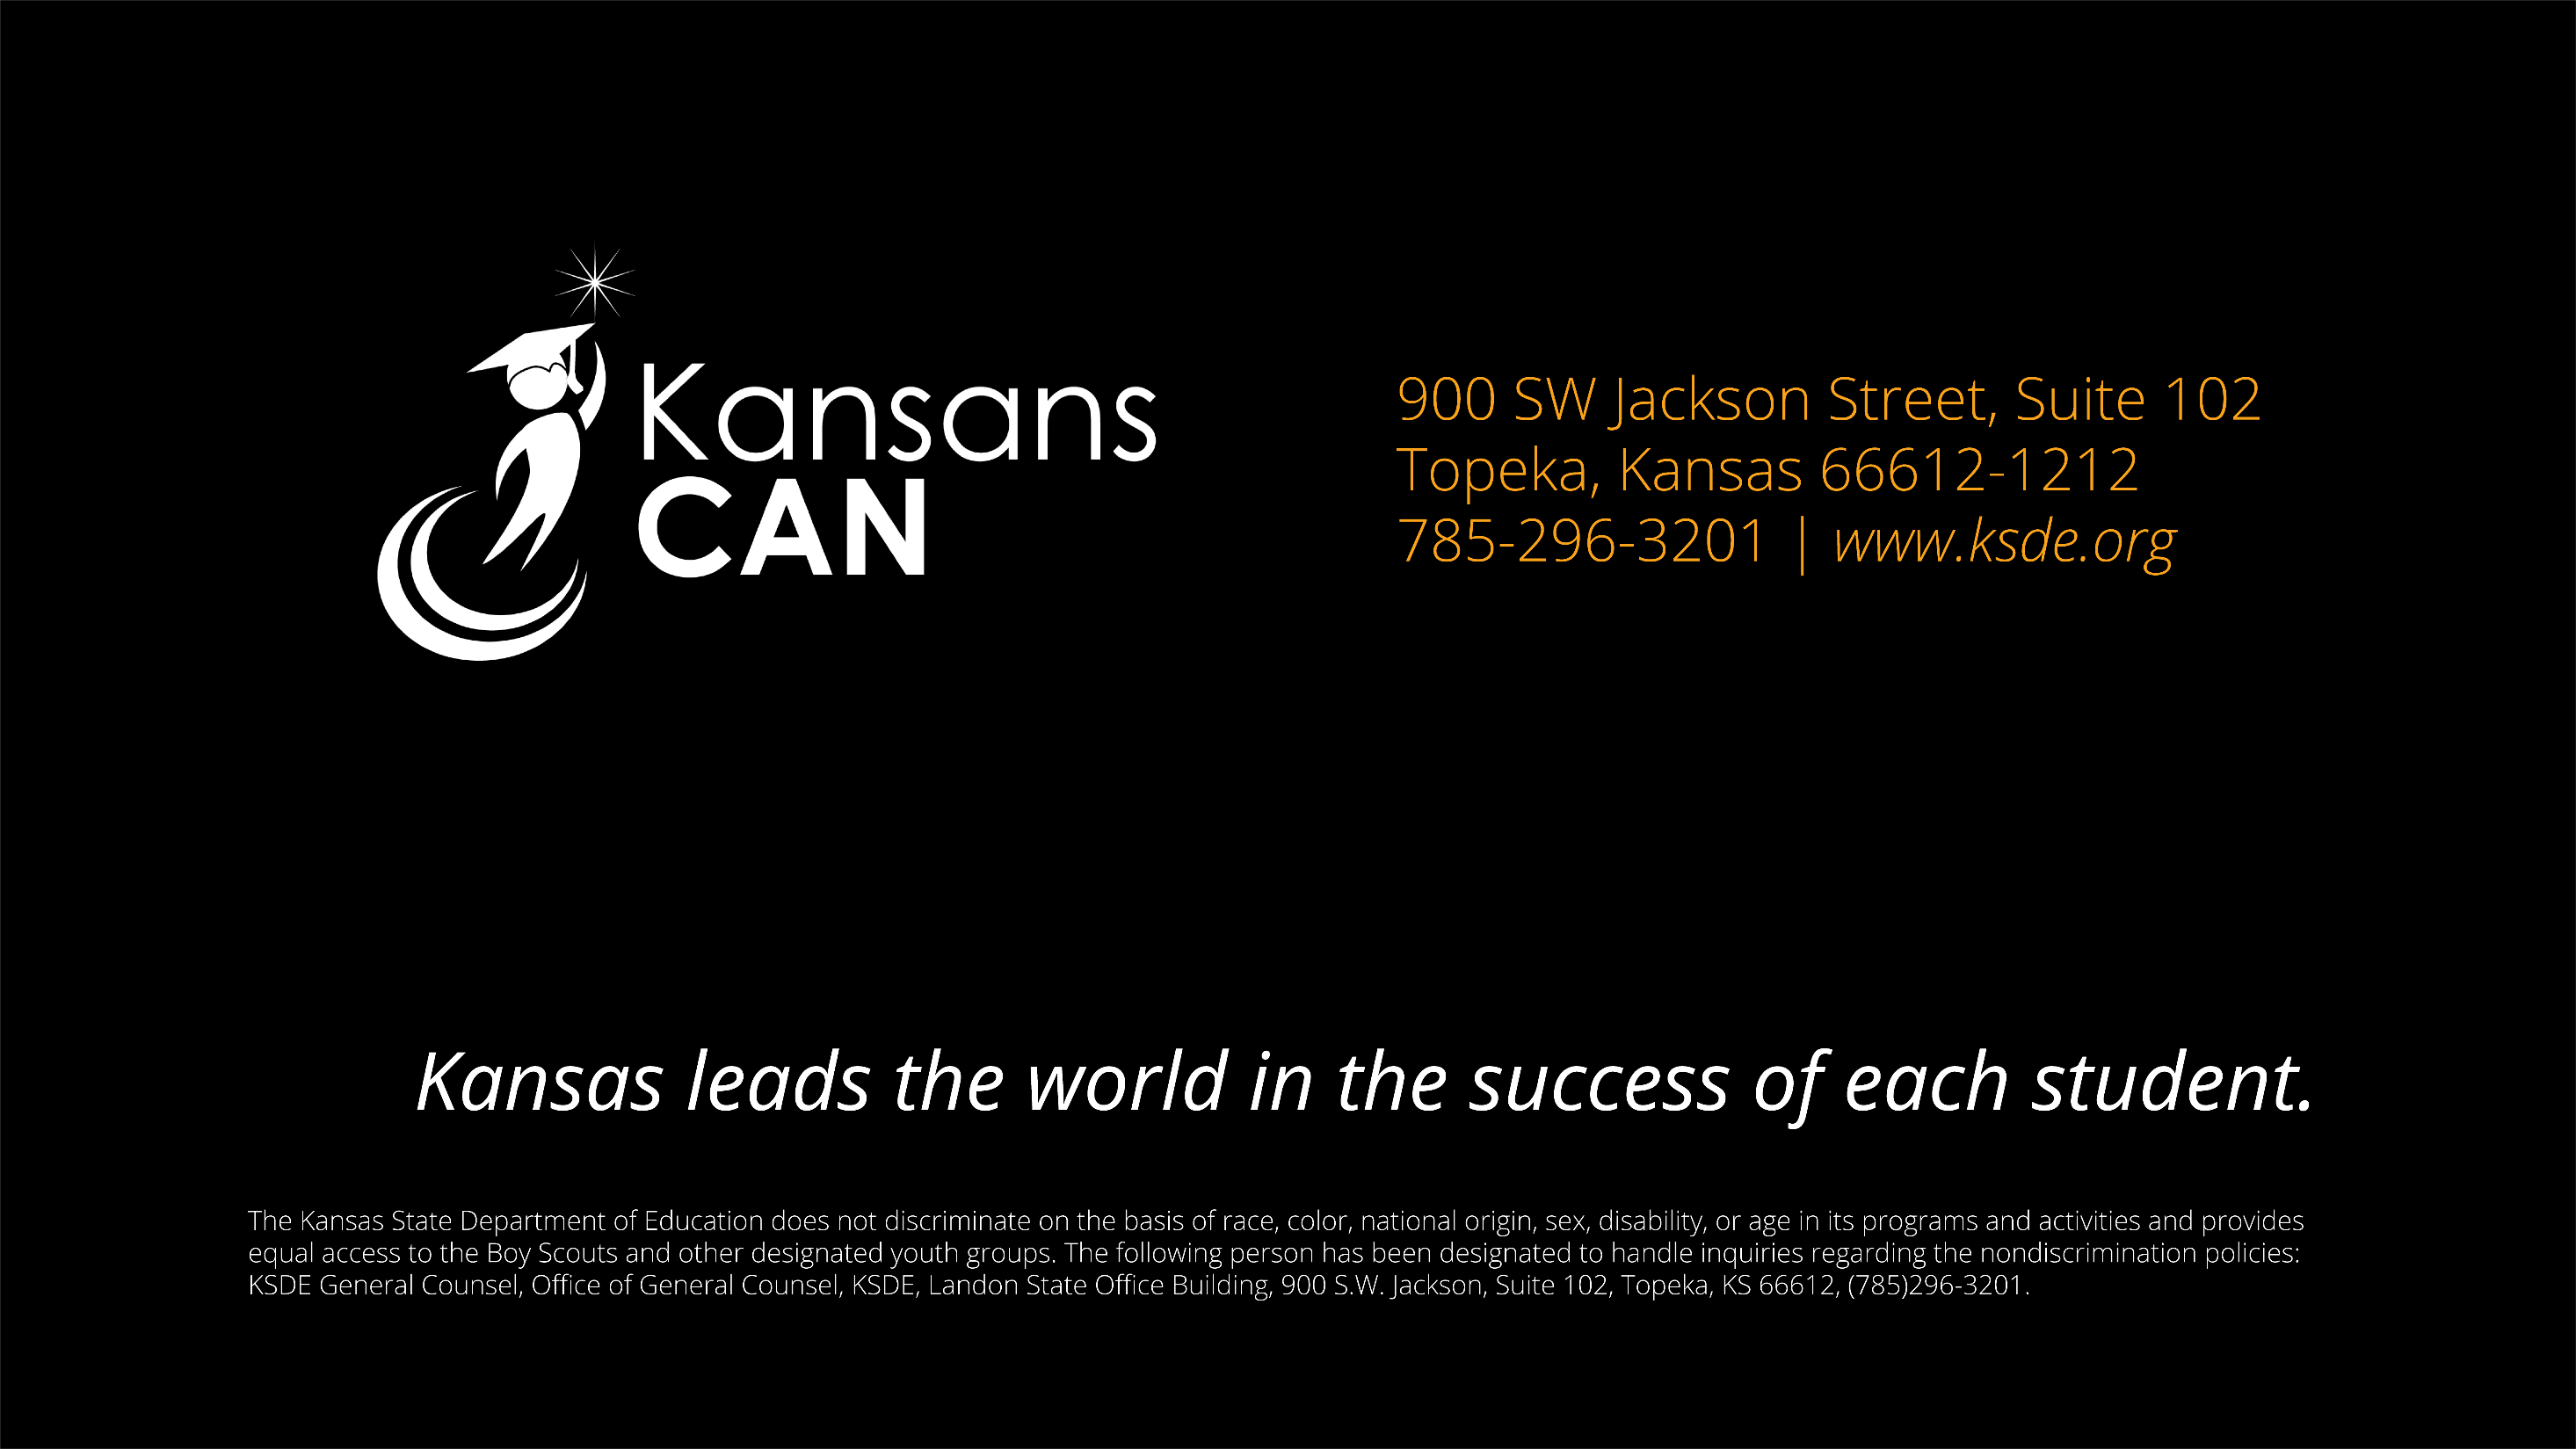 Kansans
CAN
900 SW Jackson Street, Suite 102
Topeka, Kansas 66612-1212
785-296-3201 | www.ksde.org
Kansas leads the world in the success of each student.
The Kansas State Department of Education does not discriminate on the basis of race, color, national origin, sex, disability, or age in its programs and activities and provides
equal access to the Boy Scouts and other designated youth groups. The following person has been designated to handle inquiries regarding the nondiscrimination policies:
KSDE General Counsel, Office of General Counsel, KSDE, Landon State Office Building, 900 S.W. Jackson, Suite 102, Topeka, KS 66612, (785)296-3201.